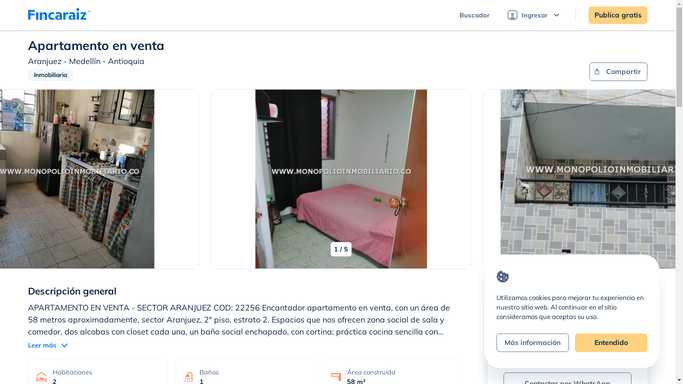 Fincaraiz
Buscador
Ingresar
Publica gratis
Apartamento en venta
Aranjuez - Medellín - Antioquia
Inmobiliaria
Compartir
WWW.MONOPOLIOINMOBILIARIO.CO
WWW.MONOPOLIOINMOBILIARIO.CO
WWW.MONOPOLIOINMOBILIARI
1 / 5
Descripción general
APARTAMENTO EN VENTA - SECTOR ARANJUEZ COD: 22256 Encantador apartamento en venta, con un área de
58 metros aproximadamente, sector Aranjuez, 2° piso, estrato 2. Espacios que nos ofrecen zona social de sala y
comedor, dos alcobas con closet cada una, un baño social enchapado, con cortina; práctica cocina sencilla con...
Leer más
Habitaciones
2
Baños
1
Área construida
58 m²
Utilizamos cookies para mejorar tu experiencia en
nuestro sitio web. Al continuar en el sitio
consideramos que aceptas su uso.
Más información
Entendido
Contactar por WhatsApp